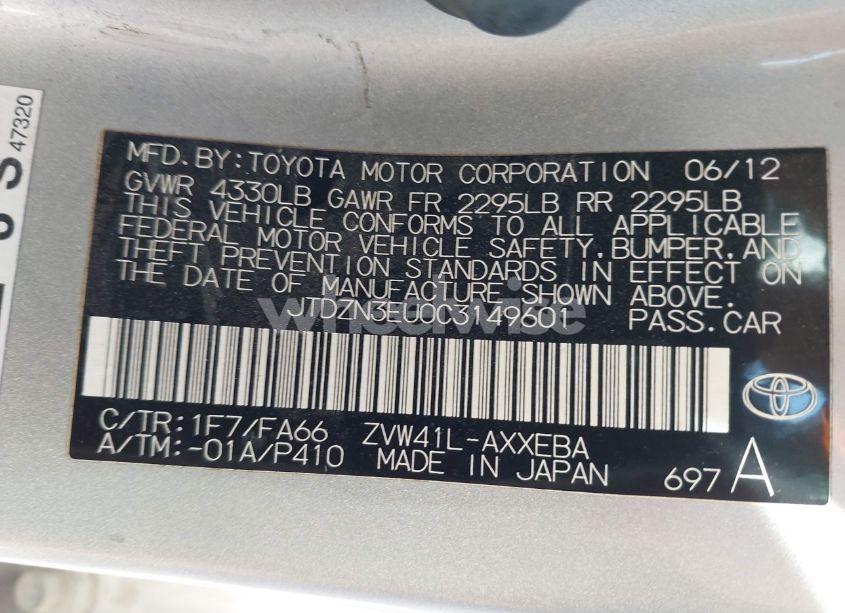 47320
MFD. BY: TOYOTA MOTOR CORPORATION 06/12
GVWR 4330LB GAWR FR 2295LB RR 2295LB
THIS VEHICLE CONFORMS TO ALL APPLICABLE
FEDERAL MOTOR VEHICLE SAFETY, BUMPER, AND
THEFT PREVENTION STANDARDS IN EFFECT ON
THE DATE OF MANUFACTURE SHOWN ABOVE.
JTDZN3EU0C3149601 PASS.CAR
wheelwise
C/TR: 1F7/FA66 ZVW41L-AXXEBA
A/TM: -01A/P410 MADE IN JAPAN
697 A